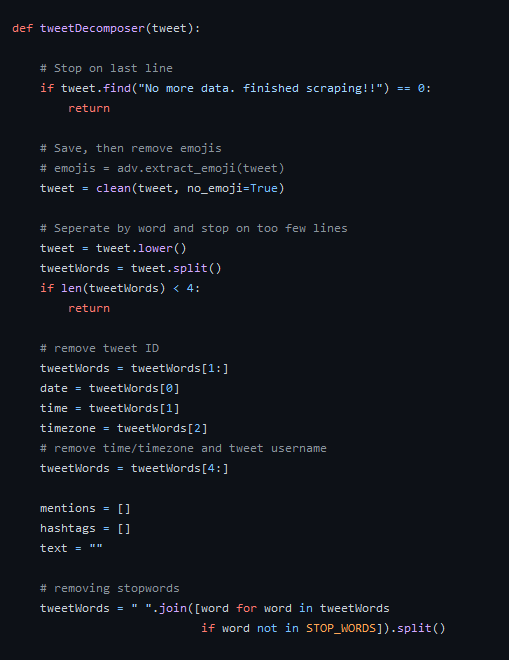 def tweetDecomposer(tweet):
    # Stop on last line
    if tweet.find("No more data. finished scraping!!") == 0:
        return
    # Save, then remove emojis
    # emojis = adv.extract_emoji(tweet)
    tweet = clean(tweet, no_emoji=True)
    # Seperate by word and stop on too few lines
    tweet = tweet.lower()
    tweetWords = tweet.split()
    if len(tweetWords) < 4:
        return
    # remove tweet ID
    tweetWords = tweetWords[1:]
    date = tweetWords[0]
    time = tweetWords[1]
    timezone = tweetWords[2]
    # remove time/timezone and tweet username
    tweetWords = tweetWords[4:]
    mentions = []
    hashtags = []
    text = ""
    # removing stopwords
    tweetWords = " ".join([word for word in tweetWords
                           if word not in STOP_WORDS]).split()